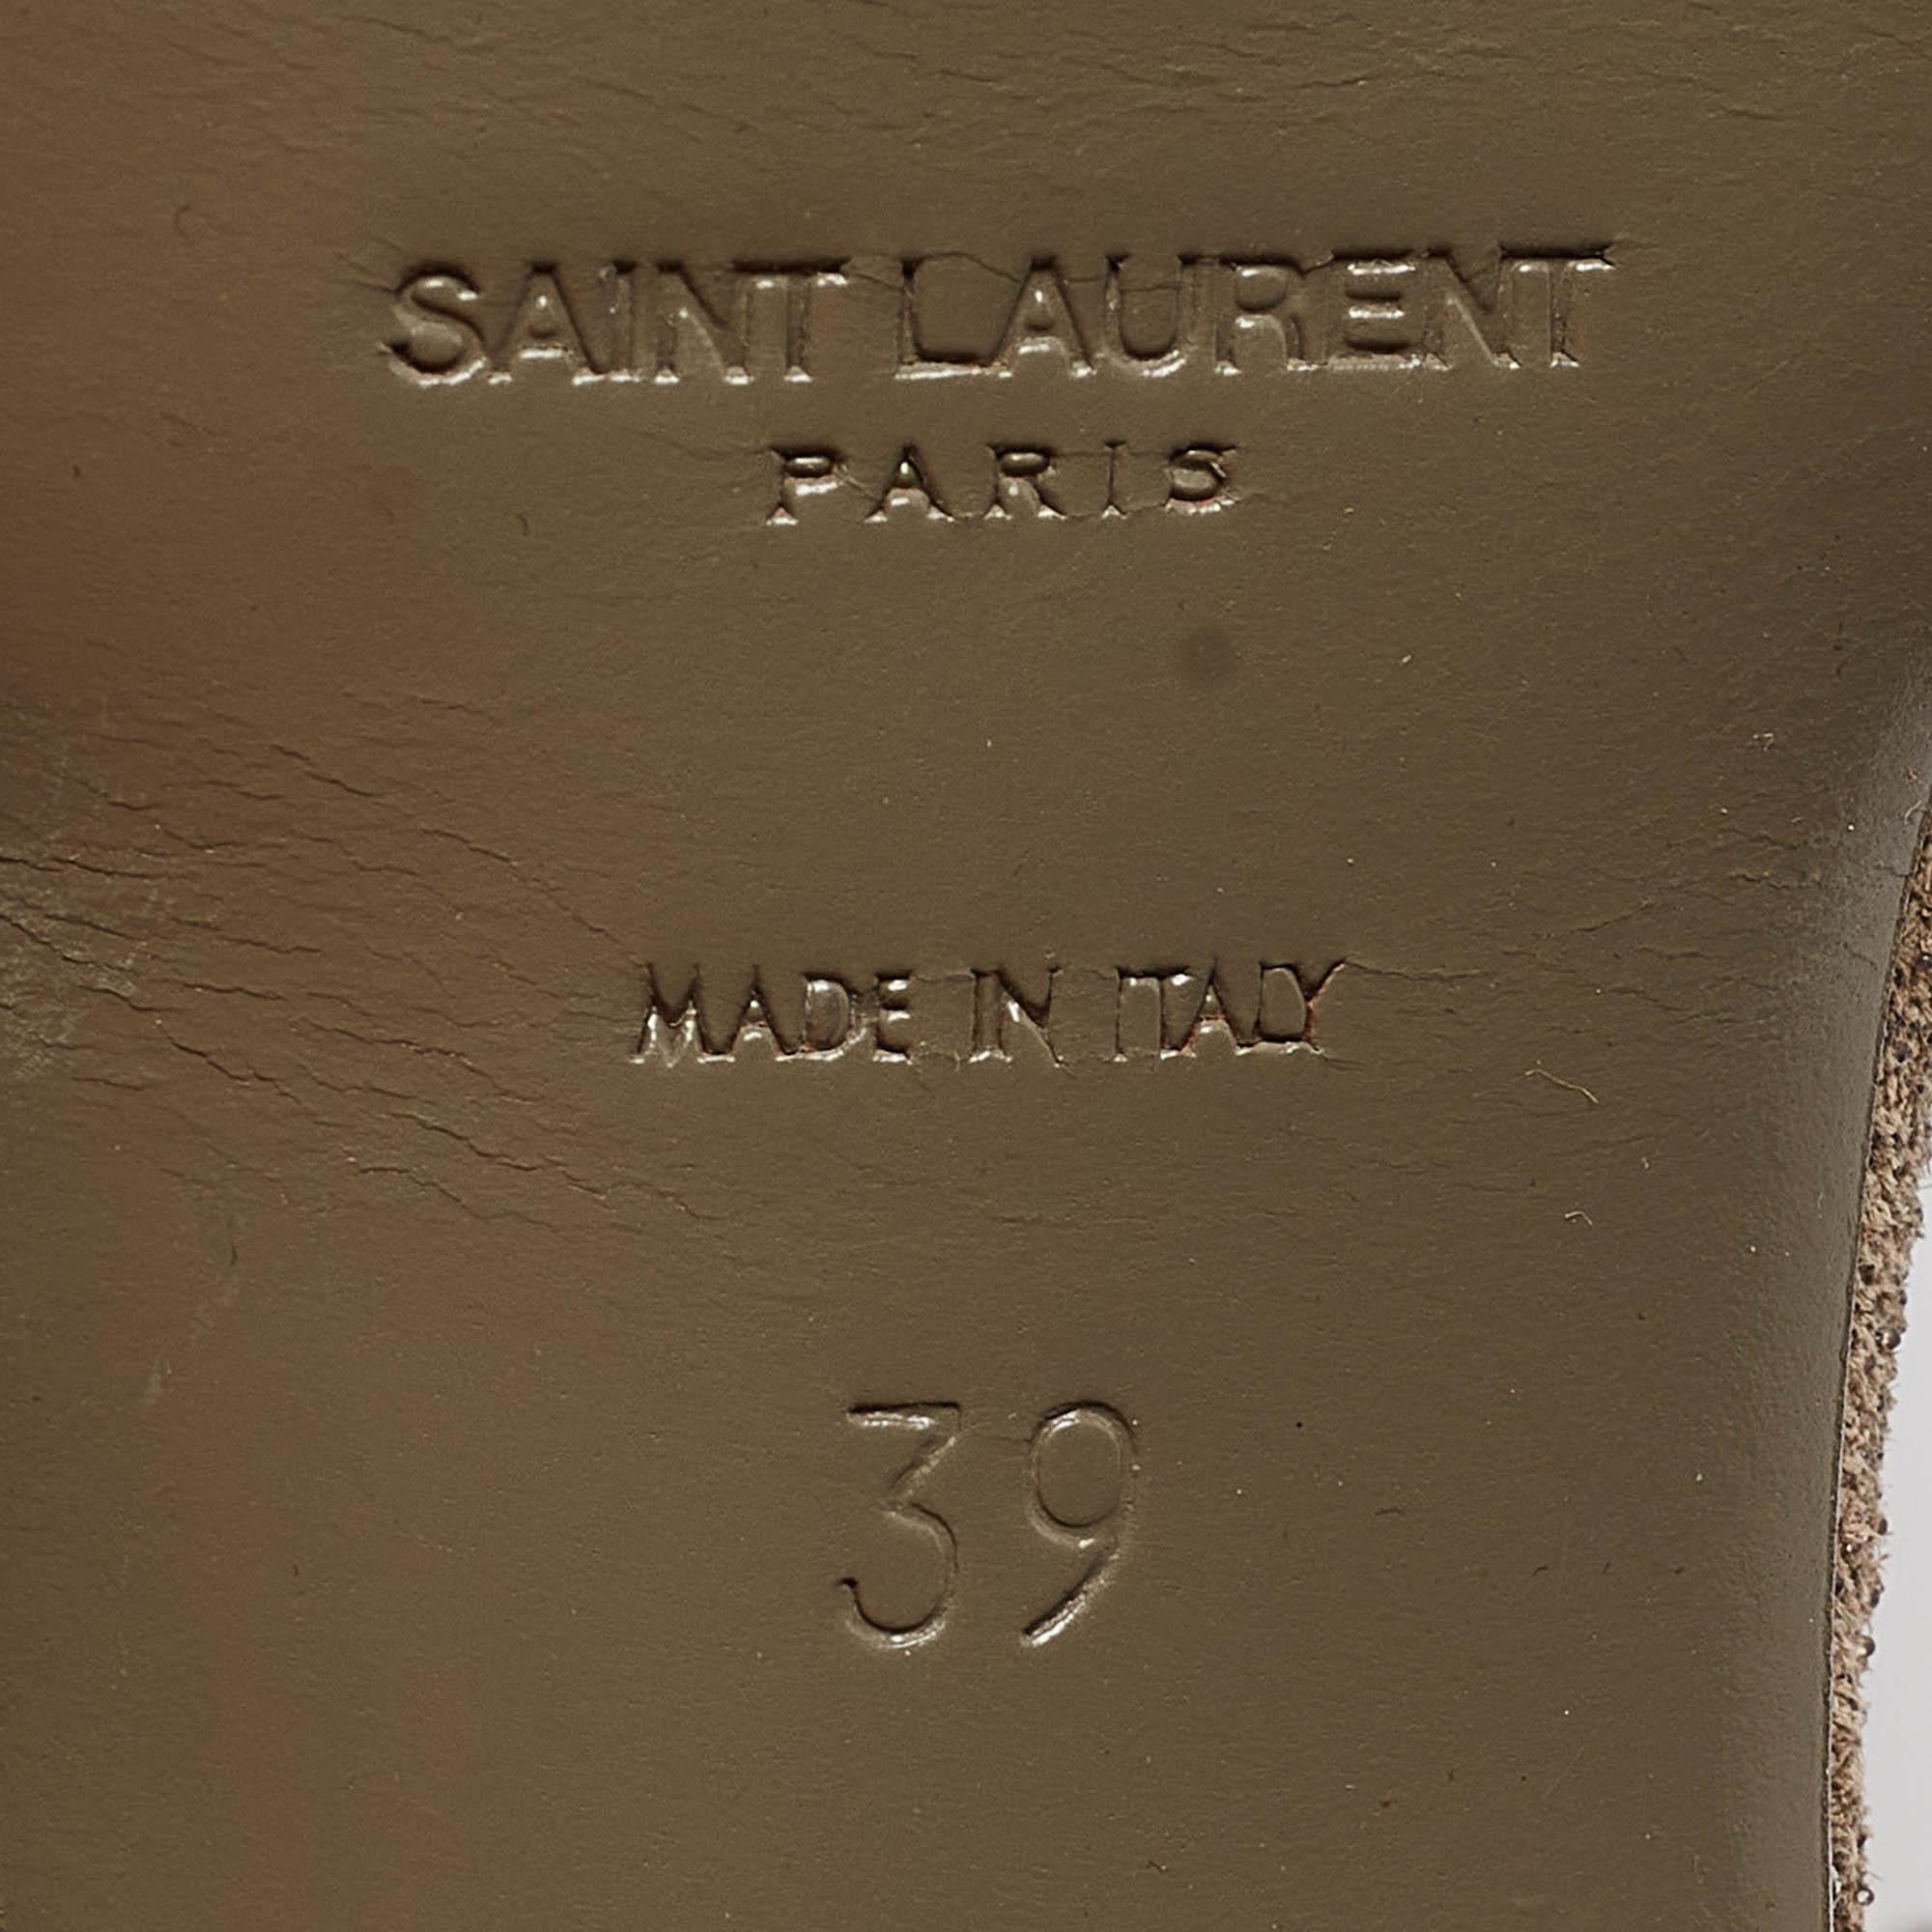 SAINT LAURENT
PARIS
MADE IN ITALY
39